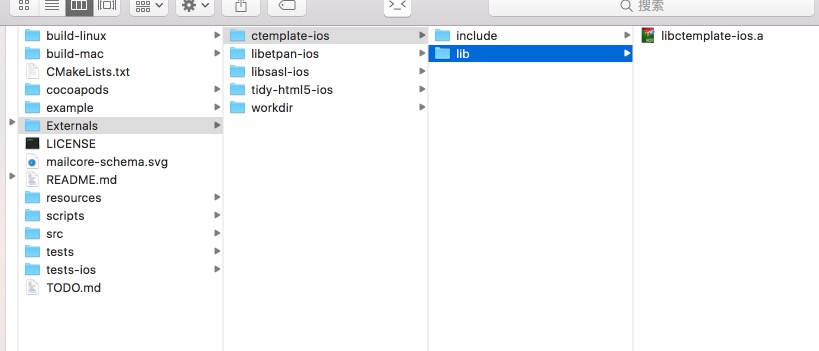 搜索
build-linux
build-mac
CMakeLists.txt
cocoapods
example
Externals
LICENSE
mailcore-schema.svg
README.md
resources
scripts
src
tests
tests-ios
TODO.md
ctemplate-ios
libetpan-ios
libsasl-ios
tidy-html5-ios
workdir
include
lib
libctemplate-ios.a